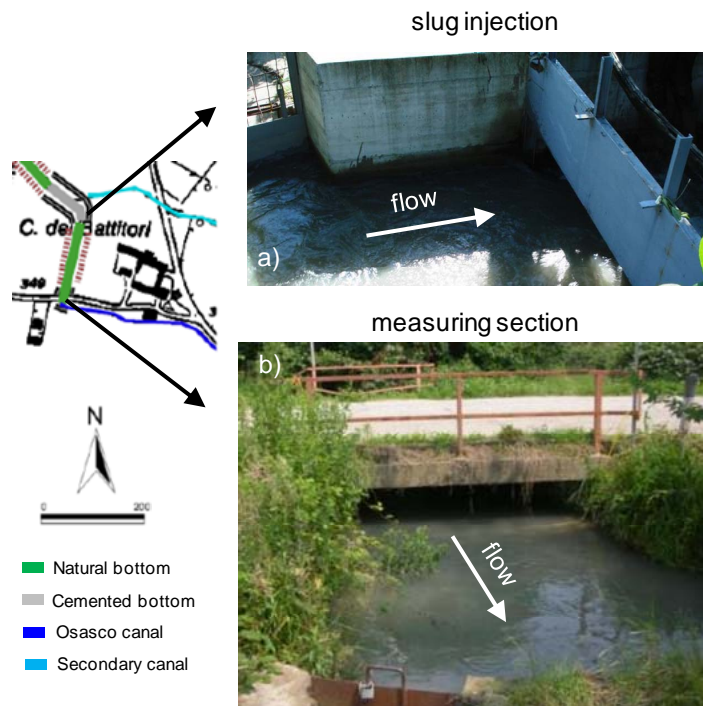 slug injection
flow
a)
C. dei Battitori
349
3
measuring section
b)
flow
N
0 200
Natural bottom
Cemented bottom
Osasco canal
Secondary canal